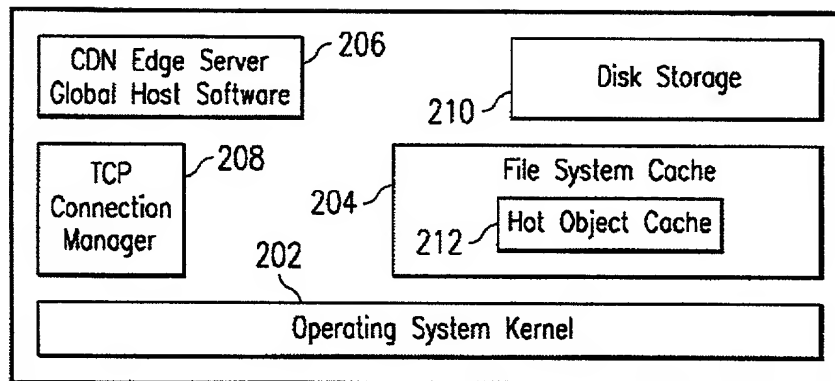 CDN Edge Server
Global Host Software
206
Disk Storage
210
TCP
Connection
Manager
208
File System Cache
204
Hot Object Cache
212
202
Operating System Kernel